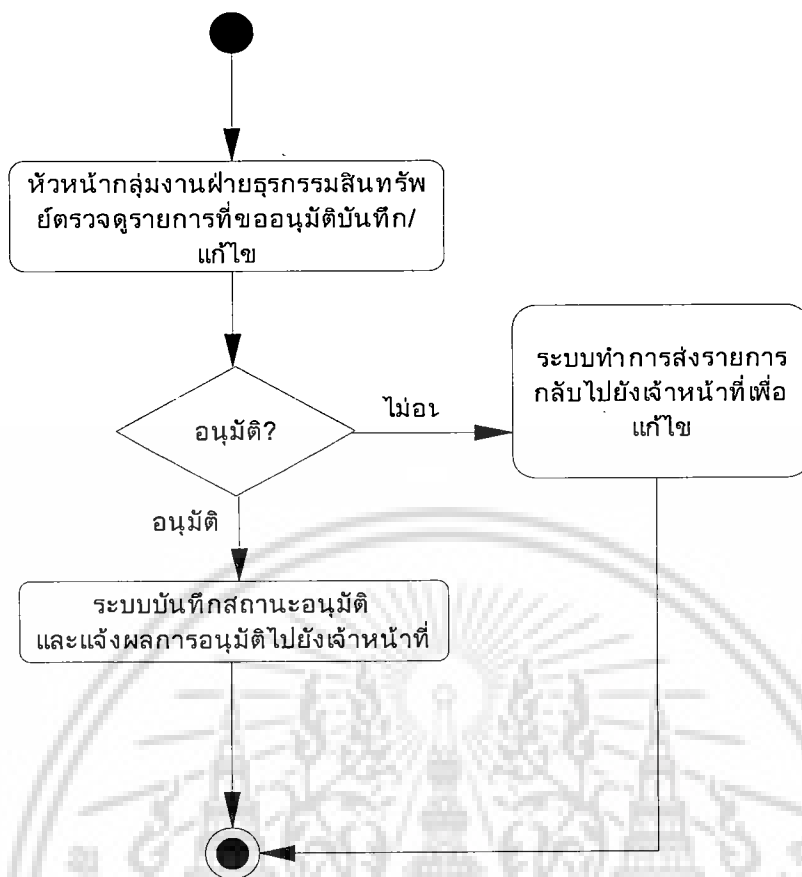 หัวหน้ากลุ่มงานฝ่ายธุรกรรมสินทรัพ
ย์ตรวจดูรายการที่ขออนุมัติบันทึก/
แก้ไข
ระบบทำการส่งรายการ
กลับไปยังเจ้าหน้าที่เพื่อ
แก้ไข
อนุมัติ?
ไม่อน
อนุมัติ
ระบบบันทึกสถานะอนุมัติ
และแจ้งผลการอนุมัติไปยังเจ้าหน้าที่